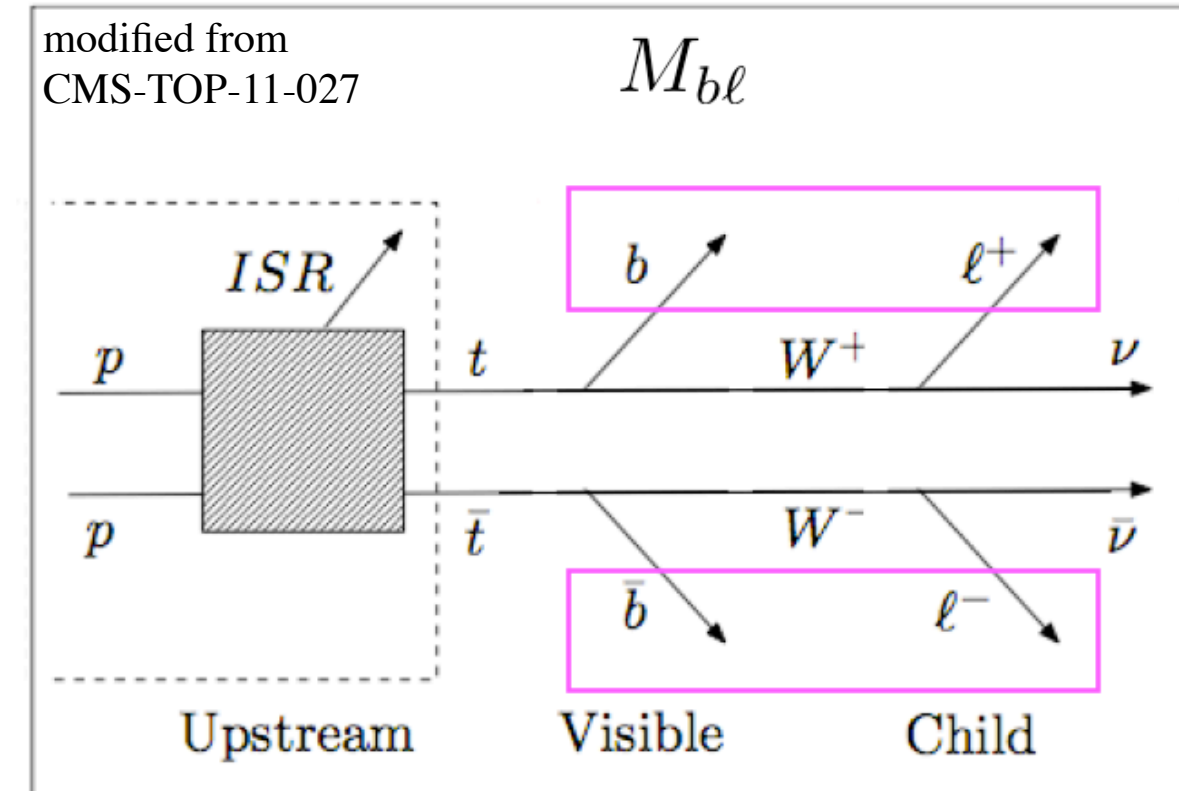 modified from
CMS-TOP-11-027
M_{bℓ}
ISR
b
ℓ+
p
t
W+
ν
p
t̄
W-
ν̄
b̄
ℓ-
Upstream
Visible
Child